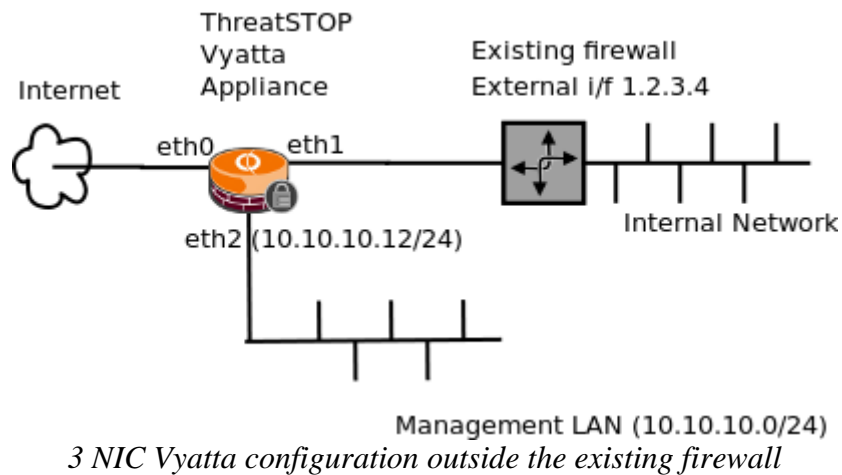 ThreatSTOP
Vyatta
Appliance
Existing firewall
External i/f 1.2.3.4
Internet
eth0
eth1
Internal Network
eth2 (10.10.10.12/24)
Management LAN (10.10.10.0/24)
3 NIC Vyatta configuration outside the existing firewall